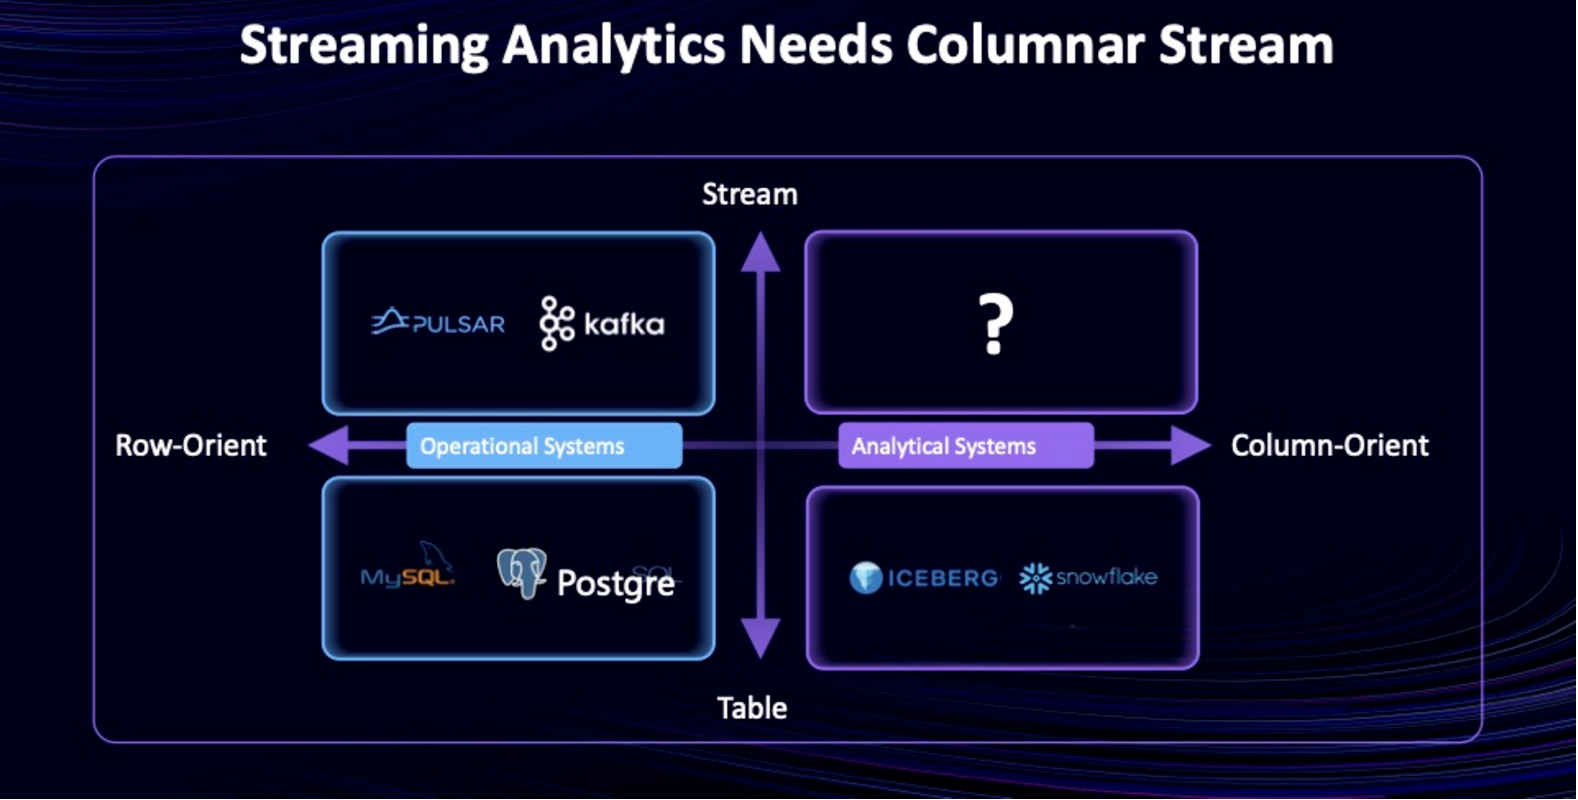 Streaming Analytics Needs Columnar Stream
Stream
PULSAR
kafka
?
Row-Orient
Operational Systems
Analytical Systems
Column-Orient
MySQL
PostgreSQL
ICEBERG
snowflake
Table